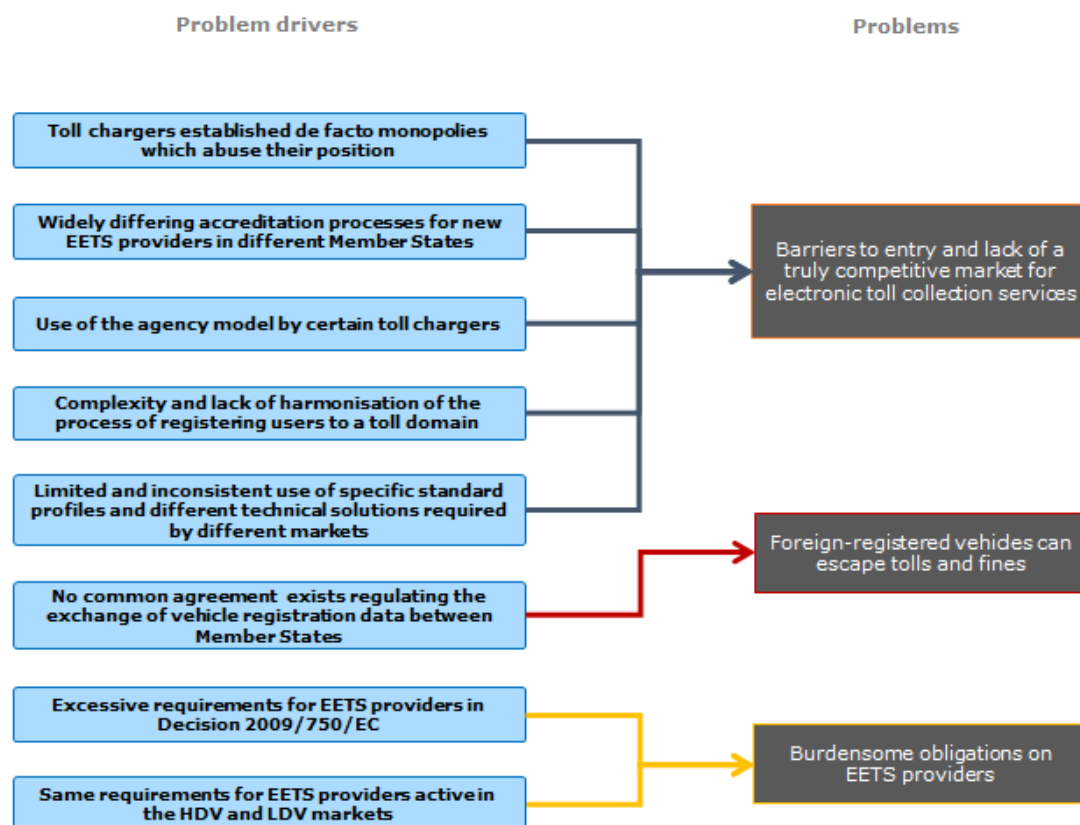 Problem drivers
Problems
Toll chargers established de facto monopolies
which abuse their position
Widely differing accreditation processes for new
EETS providers in different Member States
Use of the agency model by certain toll chargers
Complexity and lack of harmonisation of the
process of registering users to a toll domain
Limited and inconsistent use of specific standard
profiles and different technical solutions required
by different markets
No common agreement exists regulating the
exchange of vehicle registration data between
Member States
Excessive requirements for EETS providers in
Decision 2009/750/EC
Same requirements for EETS providers active in
the HDV and LDV markets
Barriers to entry and lack of a
truly competitive market for
electronic toll collection services
Foreign-registered vehicles can
escape tolls and fines
Burdensome obligations on
EETS providers